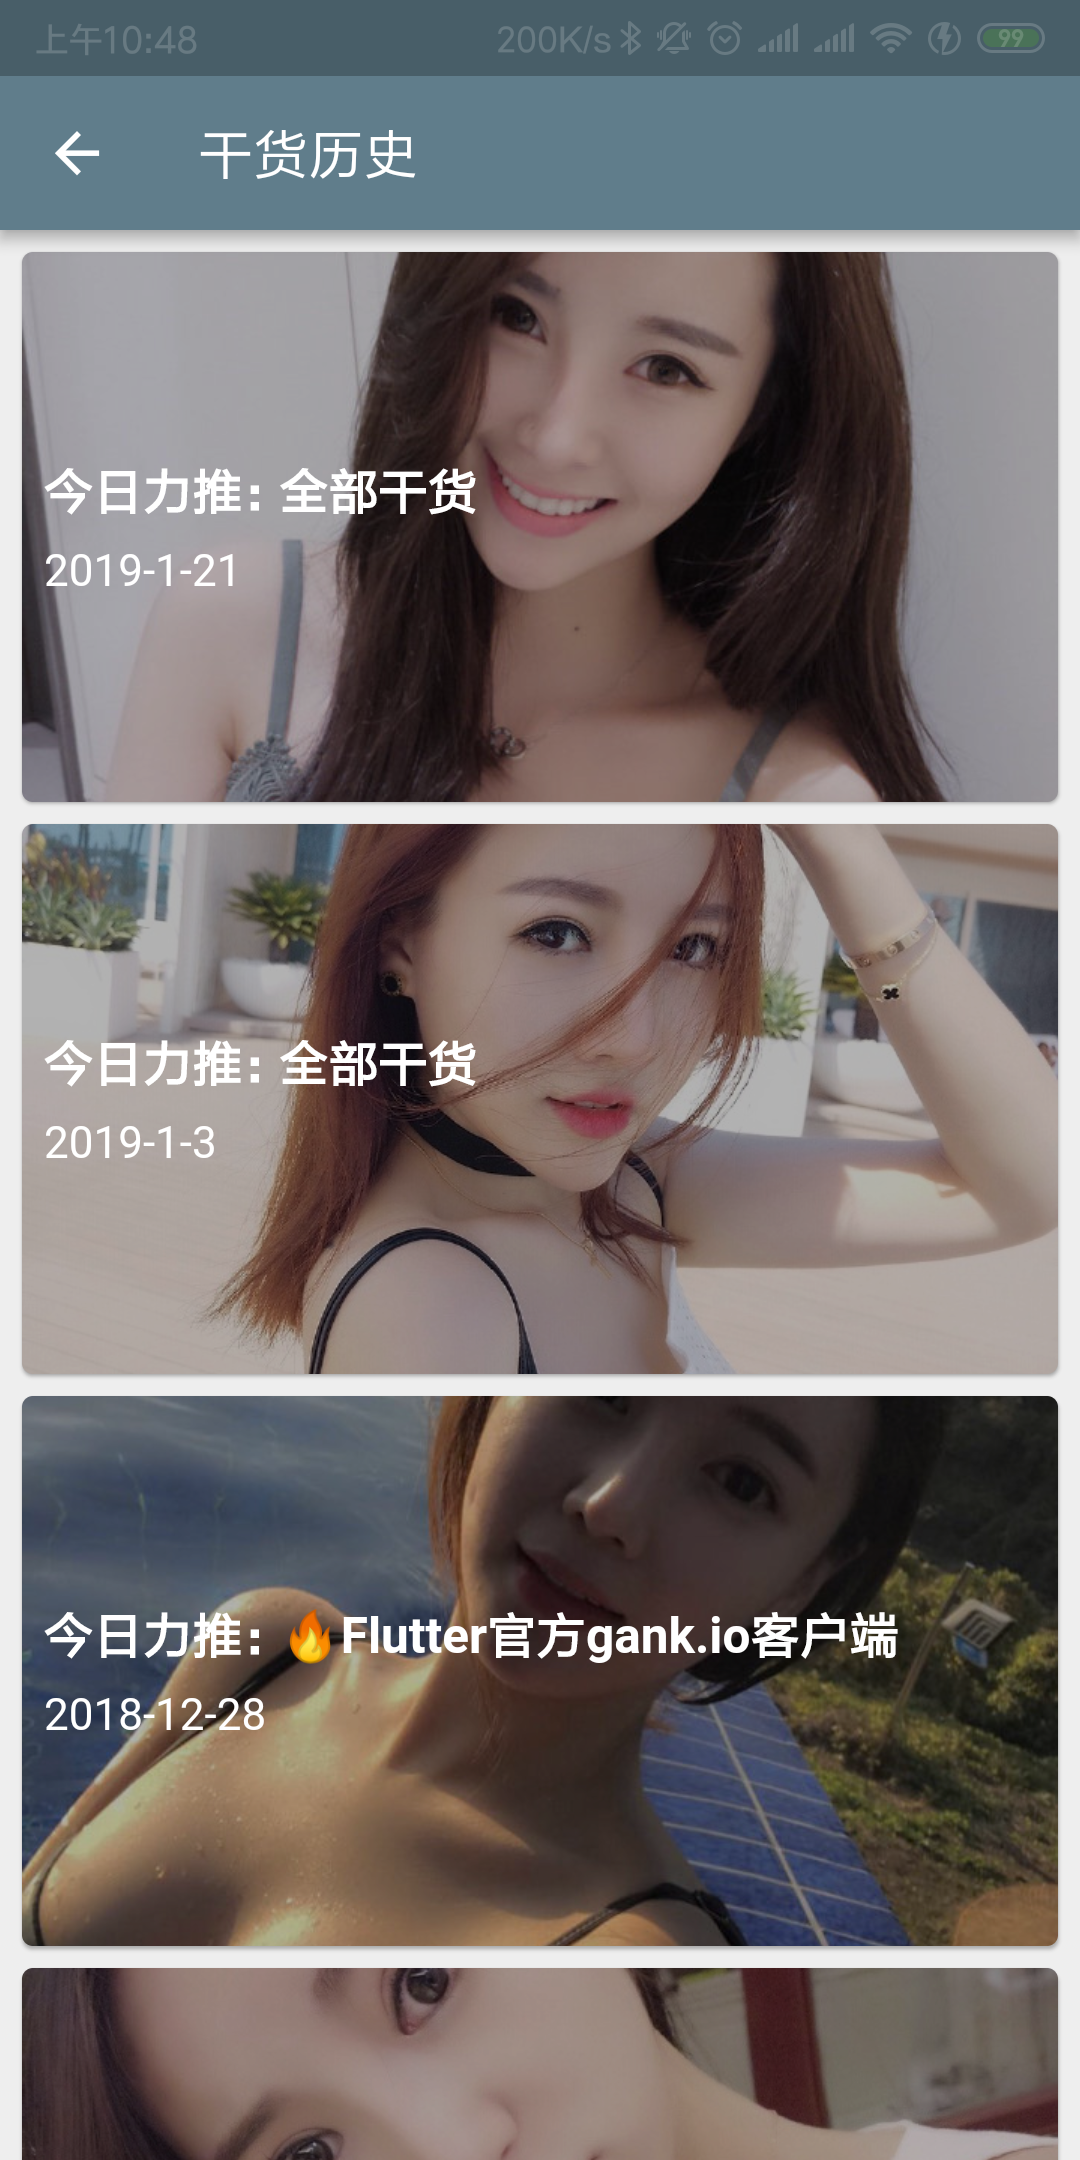 上午10:48 200K/s 99
干货历史
今日力推: 全部干货
2019-1-21
今日力推: 全部干货
2019-1-3
今日力推: 🔥Flutter官方gank.io客户端
2018-12-28